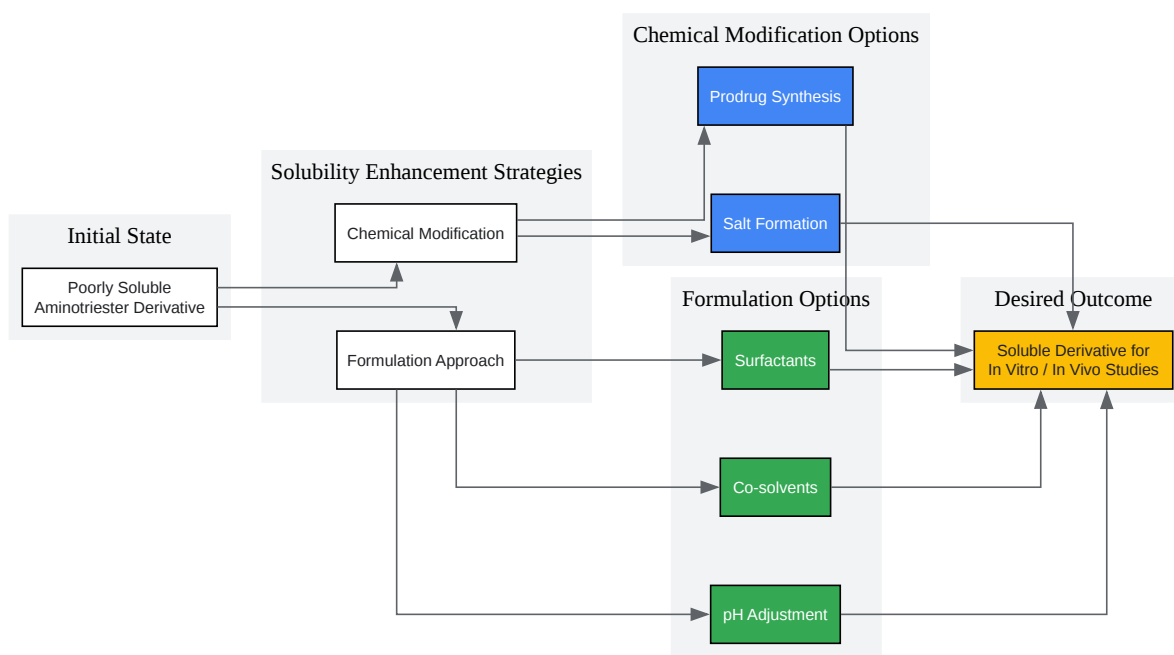 Initial State
Poorly Soluble
Aminotriester Derivative
Solubility Enhancement Strategies
Chemical Modification
Formulation Approach
Chemical Modification Options
Prodrug Synthesis
Salt Formation
Formulation Options
Surfactants
Co-solvents
pH Adjustment
Desired Outcome
Soluble Derivative for
In Vitro / In Vivo Studies